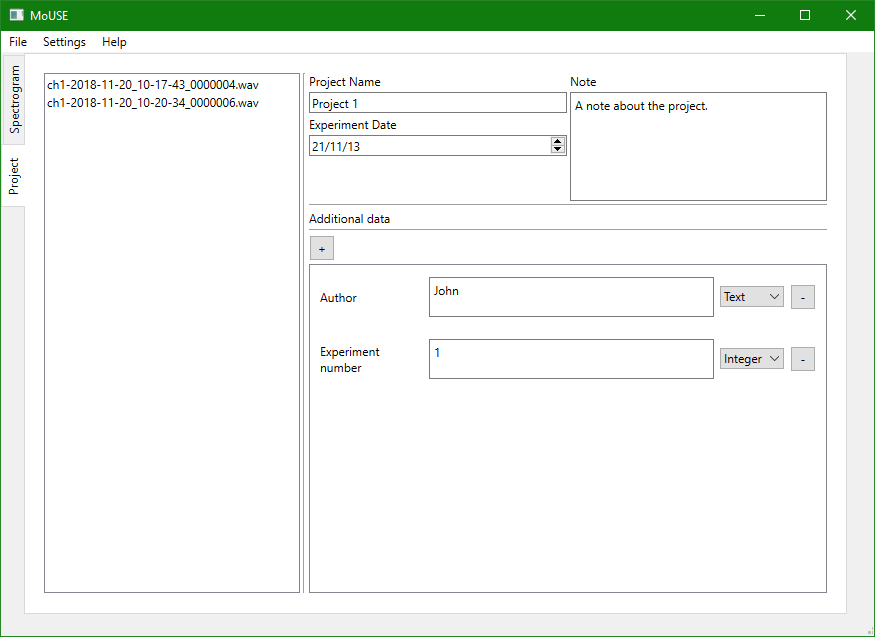 MoUSE
File Settings Help
Spectrogram
Project
ch1-2018-11-20_10-17-43_0000004.wav
ch1-2018-11-20_10-20-34_0000006.wav
Project Name
Project 1
Experiment Date
21/11/13
Note
A note about the project.
Additional data
+
Author
John
Text
-
Experiment
number
1
Integer
-